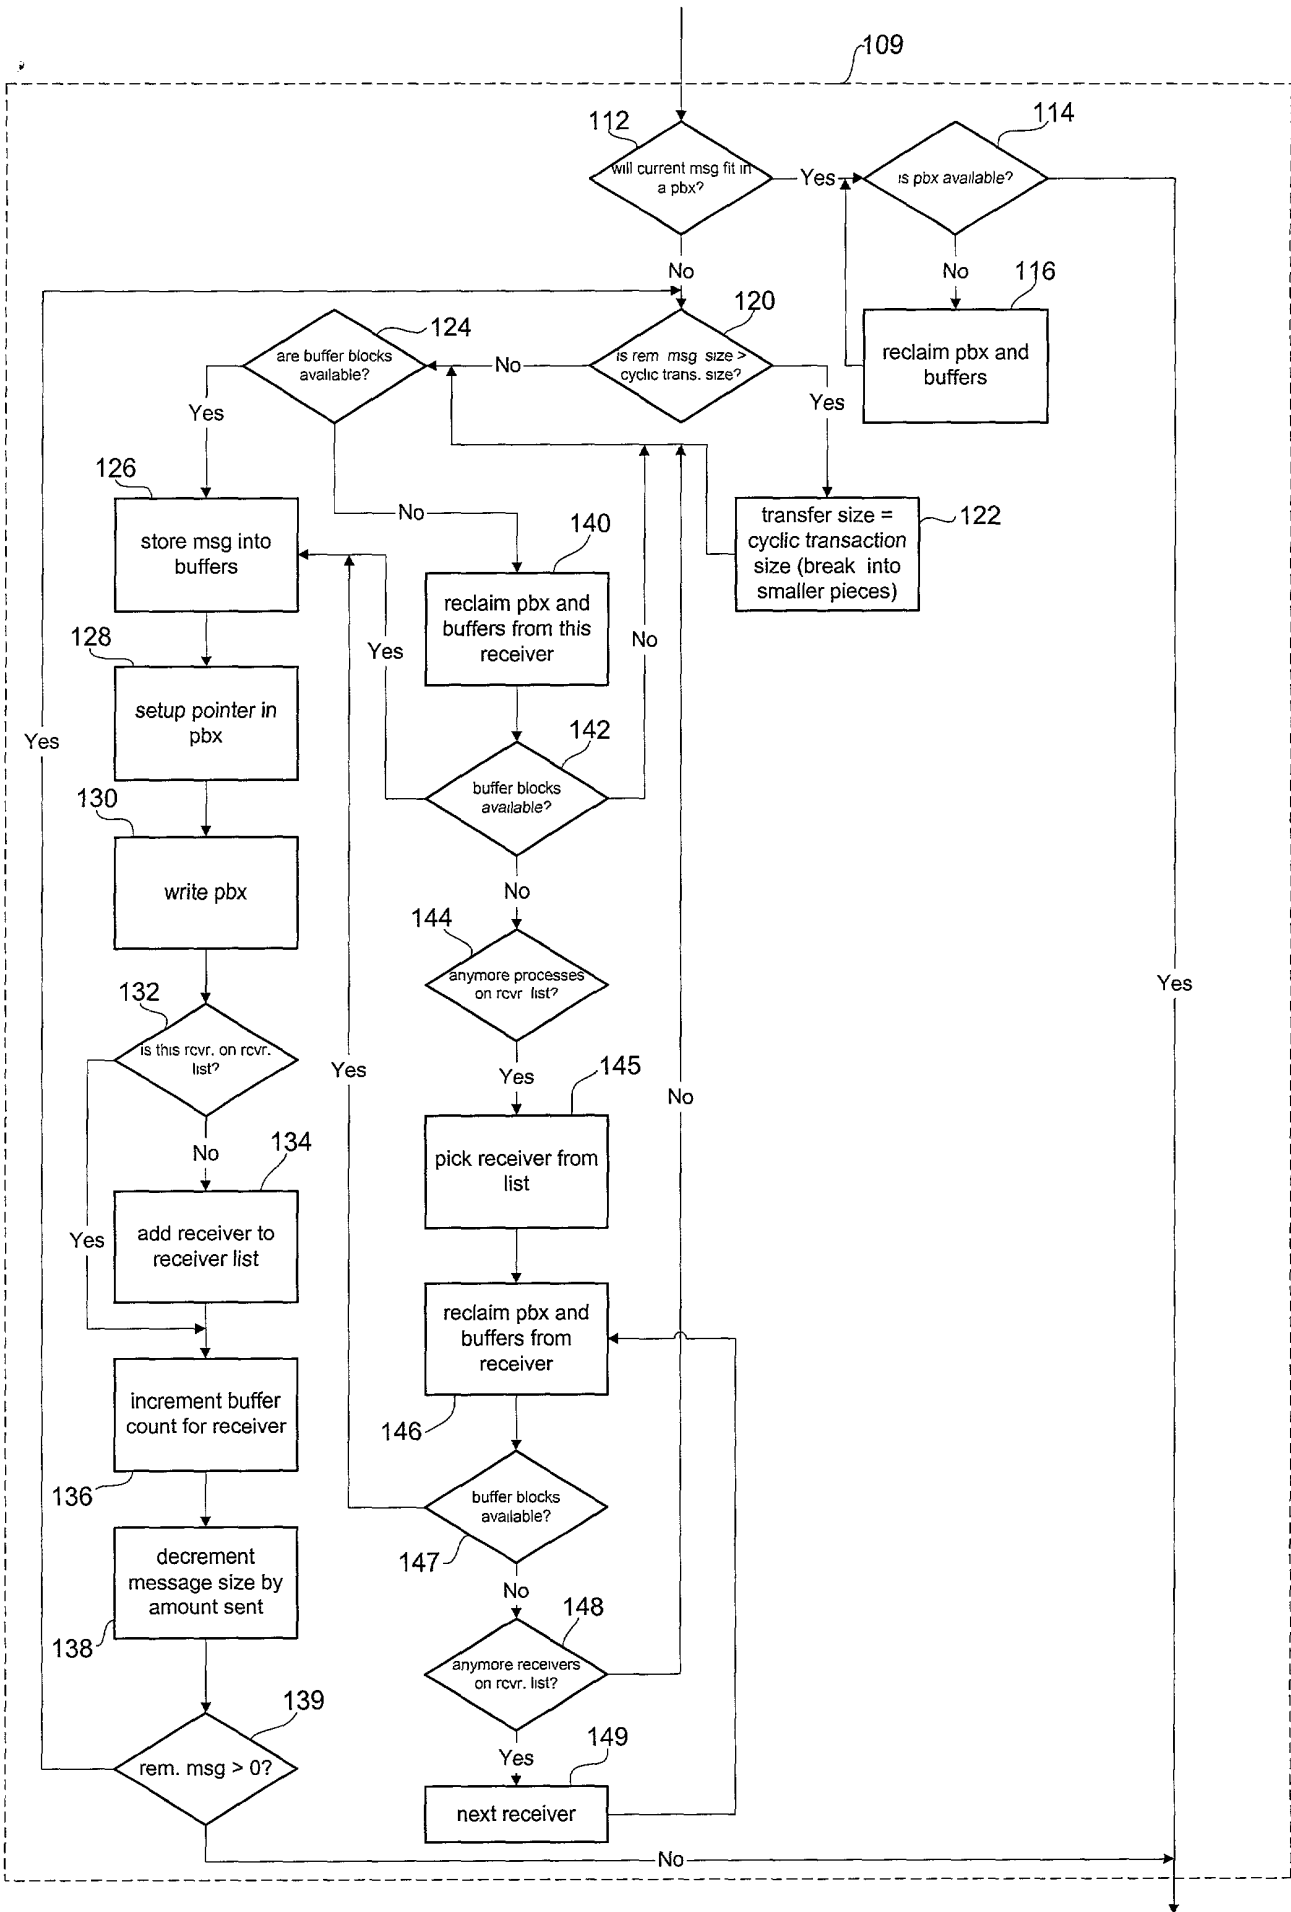 109
112
114
will current msg fit in
a pbx?
Yes
is pbx available?
No
No
116
120
124
reclaim pbx and
buffers
are buffer blocks
available?
No
is rem msg size >
cyclic trans. size?
Yes
Yes
126
store msg into
buffers
No
140
transfer size =
cyclic transaction
size (break into
smaller pieces)
122
reclaim pbx and
buffers from this
receiver
Yes
No
128
setup pointer in
pbx
Yes
142
buffer blocks
available?
130
write pbx
No
144
anymore processes
on rcvr list?
Yes
132
is this rcvr. on rcvr.
list?
Yes
Yes
145
No
No
134
pick receiver from
list
add receiver to
receiver list
Yes
reclaim pbx and
buffers from
receiver
146
increment buffer
count for receiver
136
buffer blocks
available?
147
decrement
message size by
amount sent
138
No
148
anymore receivers
on rcvr. list?
139
rem. msg > 0?
Yes
149
next receiver
No